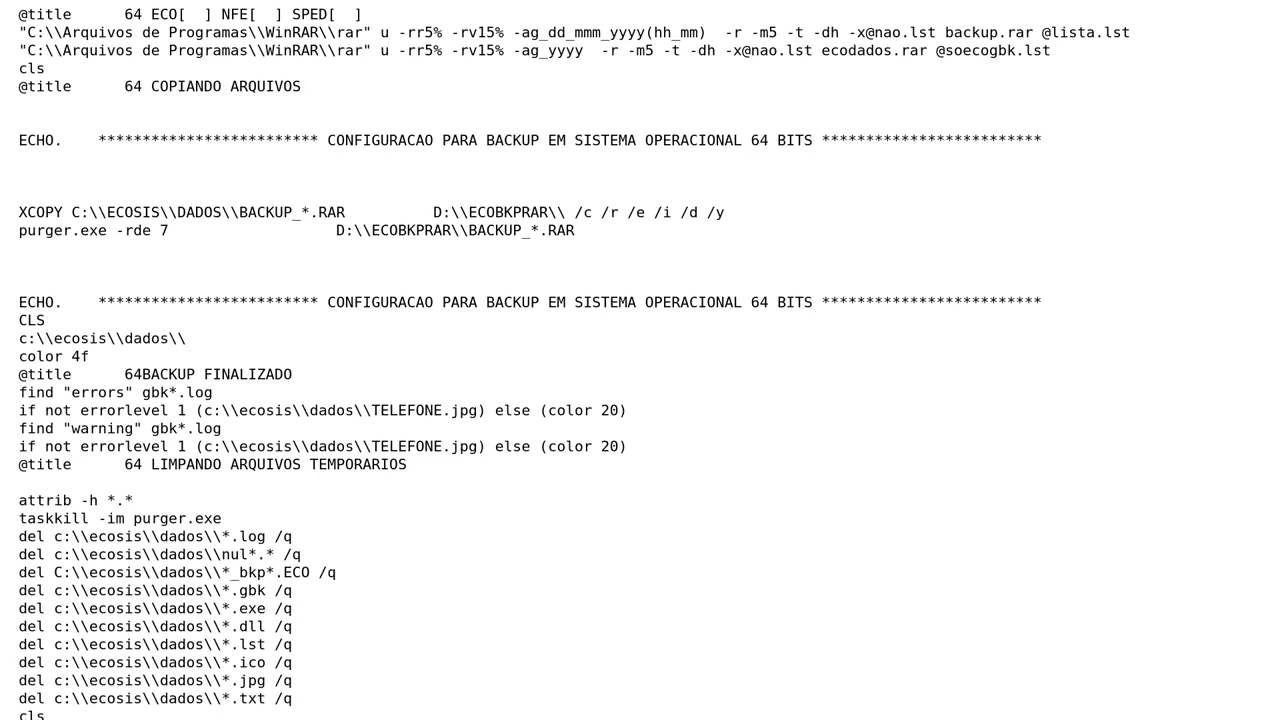 @title      64 ECO[  ] NFE[  ] SPED[  ]
"C:\\Arquivos de Programas\\WinRAR\\rar" u -rr5% -rv15% -ag_dd_mmm_yyyy(hh_mm)  -r -m5 -t -dh -x@nao.lst backup.rar @lista.lst
"C:\\Arquivos de Programas\\WinRAR\\rar" u -rr5% -rv15% -ag_yyyy  -r -m5 -t -dh -x@nao.lst ecodados.rar @soecogbk.lst
cls
@title      64 COPIANDO ARQUIVOS
ECHO.    ************************* CONFIGURACAO PARA BACKUP EM SISTEMA OPERACIONAL 64 BITS *************************
XCOPY C:\\ECOSIS\\DADOS\\BACKUP_*.RAR          D:\\ECOBKPRAR\\ /c /r /e /i /d /y
purger.exe -rde 7                   D:\\ECOBKPRAR\\BACKUP_*.RAR
ECHO.    ************************* CONFIGURACAO PARA BACKUP EM SISTEMA OPERACIONAL 64 BITS *************************
CLS
c:\\ecosis\\dados\\
color 4f
@title      64BACKUP FINALIZADO
find "errors" gbk*.log
if not errorlevel 1 (c:\\ecosis\\dados\\TELEFONE.jpg) else (color 20)
find "warning" gbk*.log
if not errorlevel 1 (c:\\ecosis\\dados\\TELEFONE.jpg) else (color 20)
@title      64 LIMPANDO ARQUIVOS TEMPORARIOS
attrib -h *.*
taskkill -im purger.exe
del c:\\ecosis\\dados\\*.log /q
del c:\\ecosis\\dados\\nul*.* /q
del C:\\ecosis\\dados\\*_bkp*.ECO /q
del c:\\ecosis\\dados\\*.gbk /q
del c:\\ecosis\\dados\\*.exe /q
del c:\\ecosis\\dados\\*.dll /q
del c:\\ecosis\\dados\\*.lst /q
del c:\\ecosis\\dados\\*.ico /q
del c:\\ecosis\\dados\\*.jpg /q
del c:\\ecosis\\dados\\*.txt /q
cls